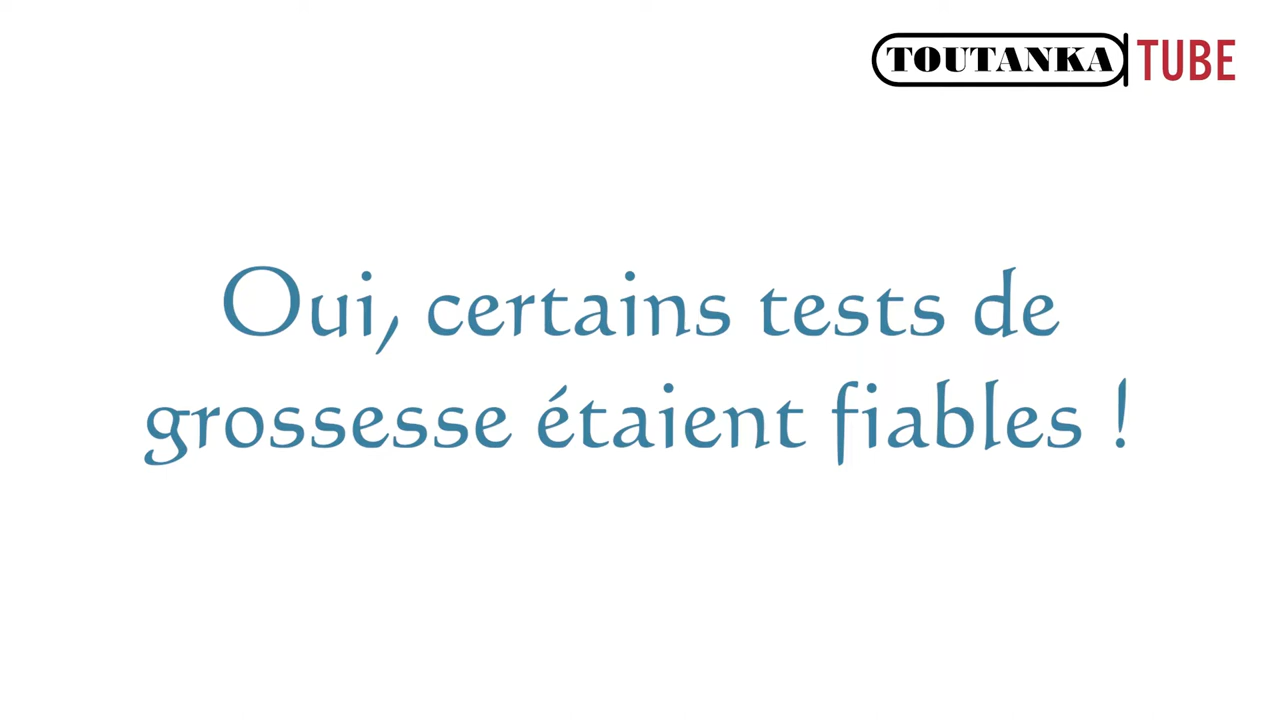 TOUTANKA TUBE
Oui, certains tests de
grossesse étaient fiables !